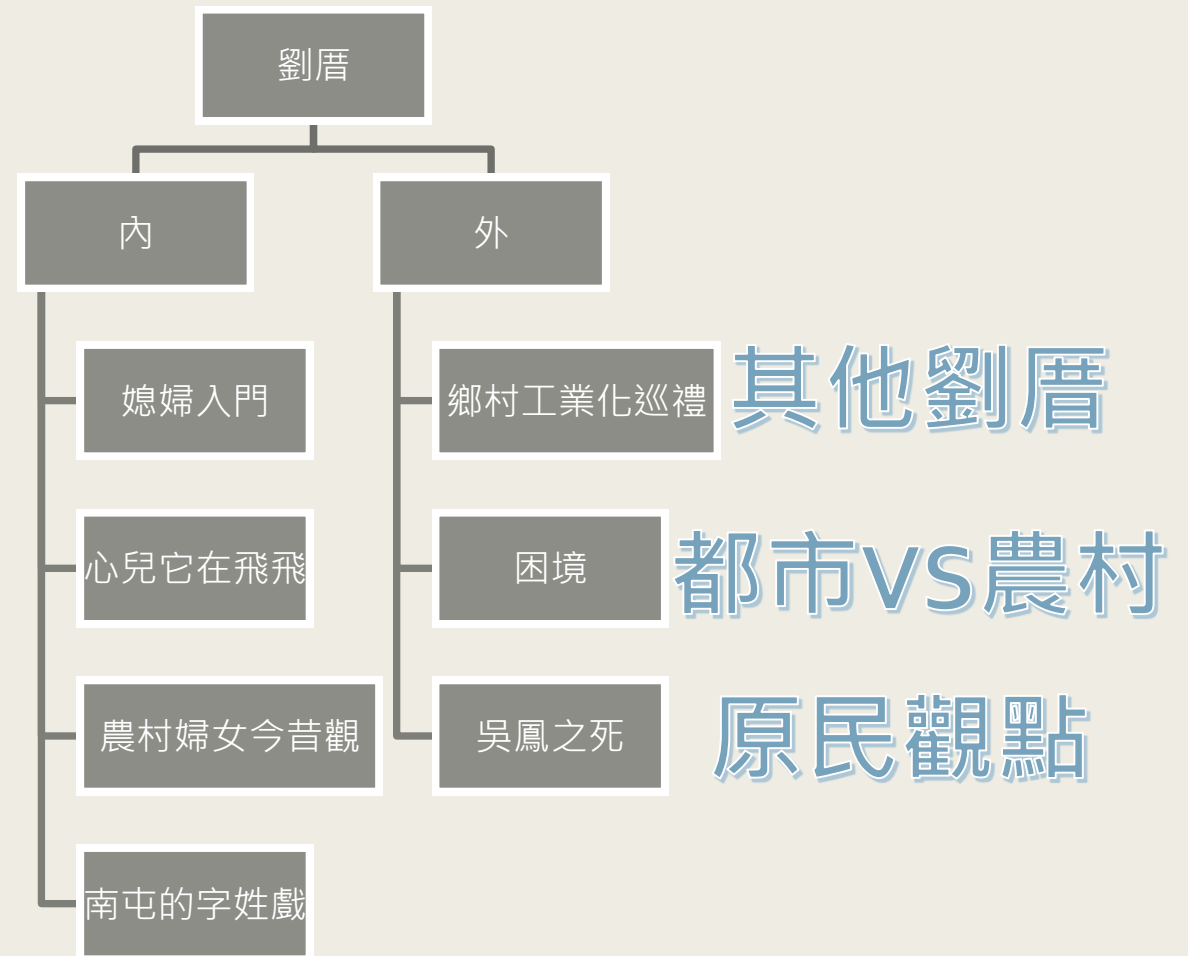 劉厝
內
外
媳婦入門
鄉村工業化巡禮
其他劉厝
心兒它在飛飛
困境
都市VS農村
農村婦女今昔觀
吳鳳之死
原民觀點
南屯的字姓戲